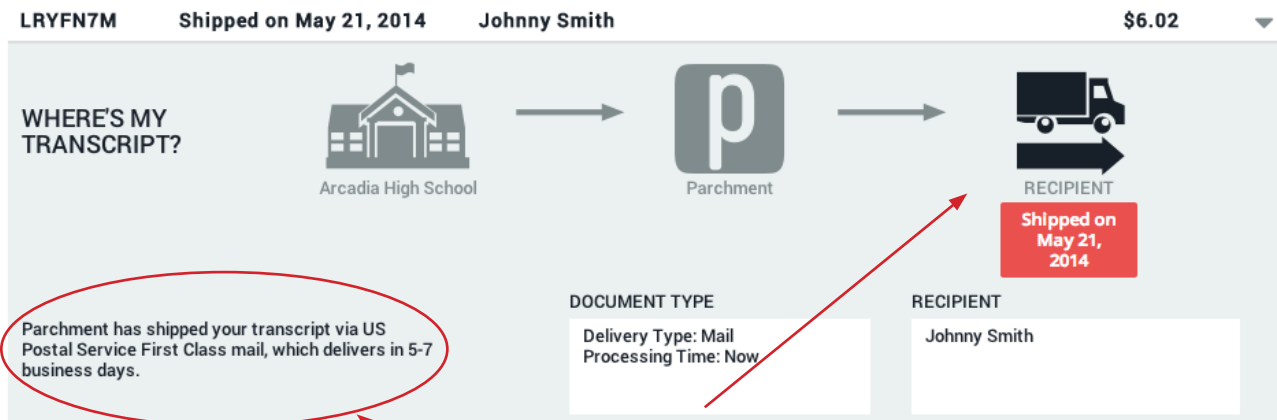 LRYFN7M Shipped on May 21, 2014 Johnny Smith $6.02
WHERE'S MY
TRANSCRIPT?
p
Arcadia High School
Parchment
RECIPIENT
Shipped on
May 21,
2014
Parchment has shipped your transcript via US
Postal Service First Class mail, which delivers in 5-7
business days.
DOCUMENT TYPE
Delivery Type: Mail
Processing Time: Now
RECIPIENT
Johnny Smith